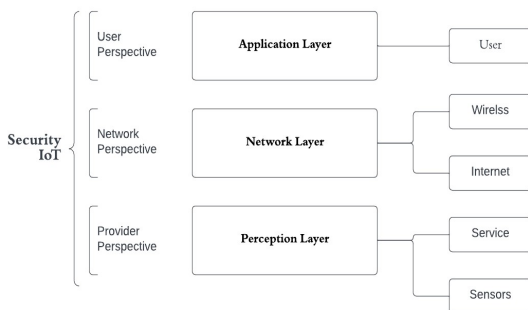 Security
IoT
User
Perspective
Application Layer
User
Network
Perspective
Network Layer
Wirelss
Internet
Provider
Perspective
Perception Layer
Service
Sensors